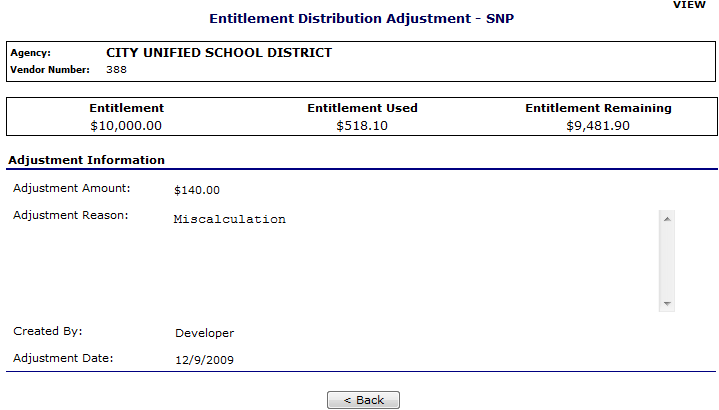 VIEW
Entitlement Distribution Adjustment - SNP
Agency: CITY UNIFIED SCHOOL DISTRICT
Vendor Number: 388
Entitlement Entitlement Used Entitlement Remaining
$10,000.00 $518.10 $9,481.90
Adjustment Information
Adjustment Amount: $140.00
Adjustment Reason: Miscalculation
Created By: Developer
Adjustment Date: 12/9/2009
< Back